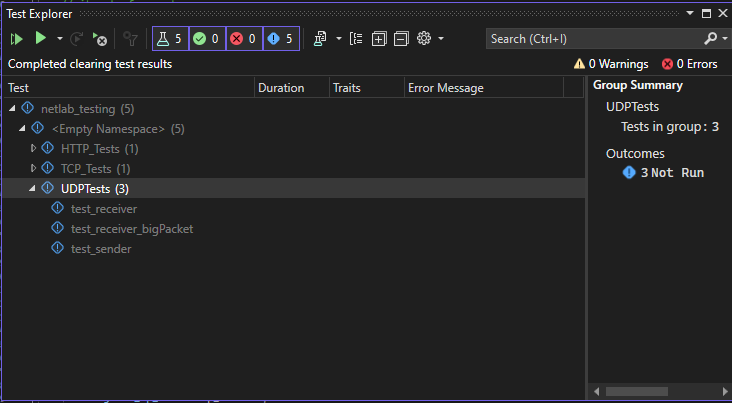 Test Explorer
5 0 0 5 Search (Ctrl+I)
Completed clearing test results 0 Warnings 0 Errors
Test Duration Traits Error Message
netlab_testing (5)
<Empty Namespace> (5)
HTTP_Tests (1)
TCP_Tests (1)
UDPTests (3)
test_receiver
test_receiver_bigPacket
test_sender
Group Summary
UDPTests
Tests in group: 3
Outcomes
3 Not Run